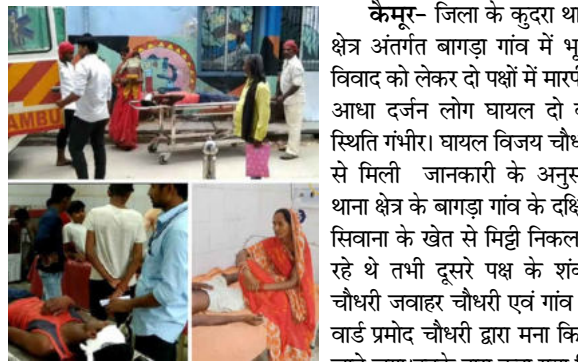 AMBU
कैमूर- जिला के कुदरा था
क्षेत्र अंतर्गत बागड़ा गांव में भू
विवाद को लेकर दो पक्षों में मारपी
आधा दर्जन लोग घायल दो
स्थिति गंभीर। घायल विजय चौध
से मिली जानकारी के अनुस
थाना क्षेत्र के बागड़ा गांव के दक्षि
सिवाना के खेत से मिट्टी निकल
रहे थे तभी दूसरे पक्ष के शं
चौधरी जवाहर चौधरी एवं गांव
वार्ड प्रमोद चौधरी द्वारा मना कि